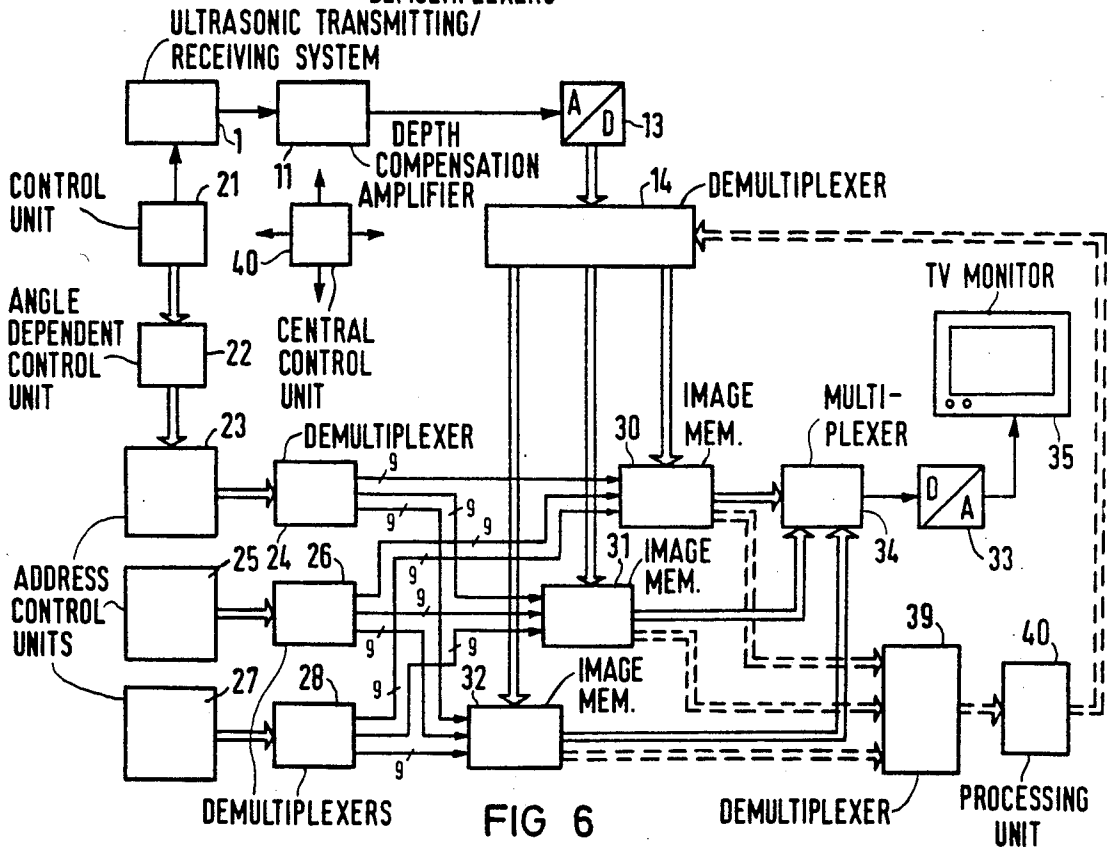 ULTRASONIC TRANSMITTING/
RECEIVING SYSTEM
1
11
DEPTH
COMPENSATION
AMPLIFIER
A
D
13
CONTROL
UNIT
21
40
CENTRAL
CONTROL
UNIT
14
DEMULTIPLEXER
TV MONITOR
35
ANGLE
DEPENDENT
CONTROL
UNIT
22
23
DEMULTIPLEXER
24
9
9
9
9
9
30
IMAGE
MEM.
MULTI-
PLEXER
34
D
A
33
ADDRESS
CONTROL
UNITS
25
26
9
9
9
31
IMAGE
MEM.
39
40
27
28
9
9
32
IMAGE
MEM.
DEMULTIPLEXERS
FIG 6
DEMULTIPLEXER
PROCESSING
UNIT